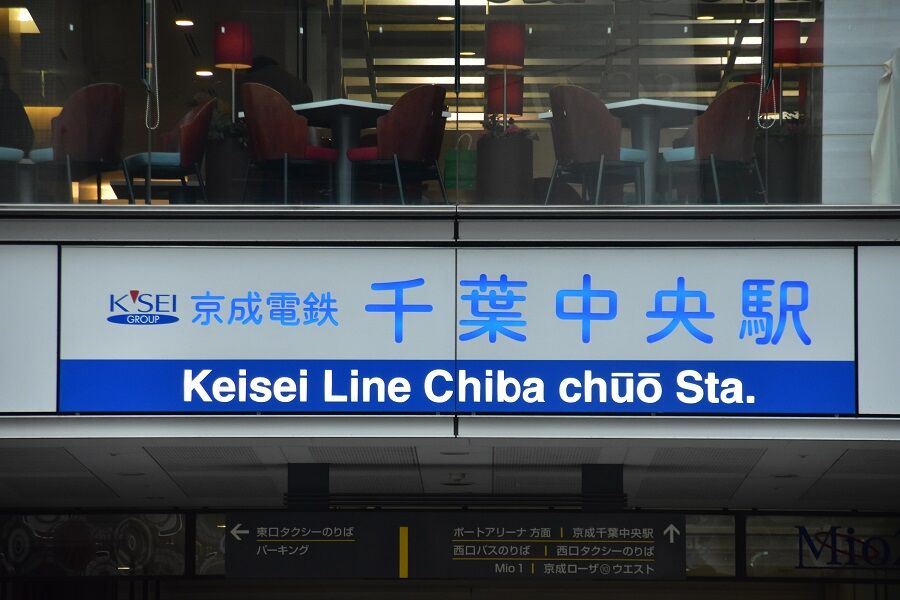 K'SEI GROUP 京成電鉄 千葉中央駅
Keisei Line Chiba chūō Sta.
← 東口タクシーのりば
パーキング
ポートアリーナ 方面 | 京成千葉中央駅 ↑
西口バスのりば | 西口タクシーのりば
Mio 1 | 京成ローザ⑩ウエスト
Mio